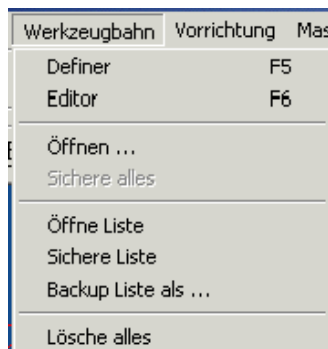 Werkzeugbahn Vorrichtung Mas
Definer F5
Editor F6
Öffnen ...
Sichere alles
Öffne Liste
Sichere Liste
Backup Liste als ...
Lösche alles